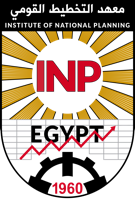 معهد التخطيط القومي
INSTITUTE OF NATIONAL PLANNING
INP
EGYPT
1960